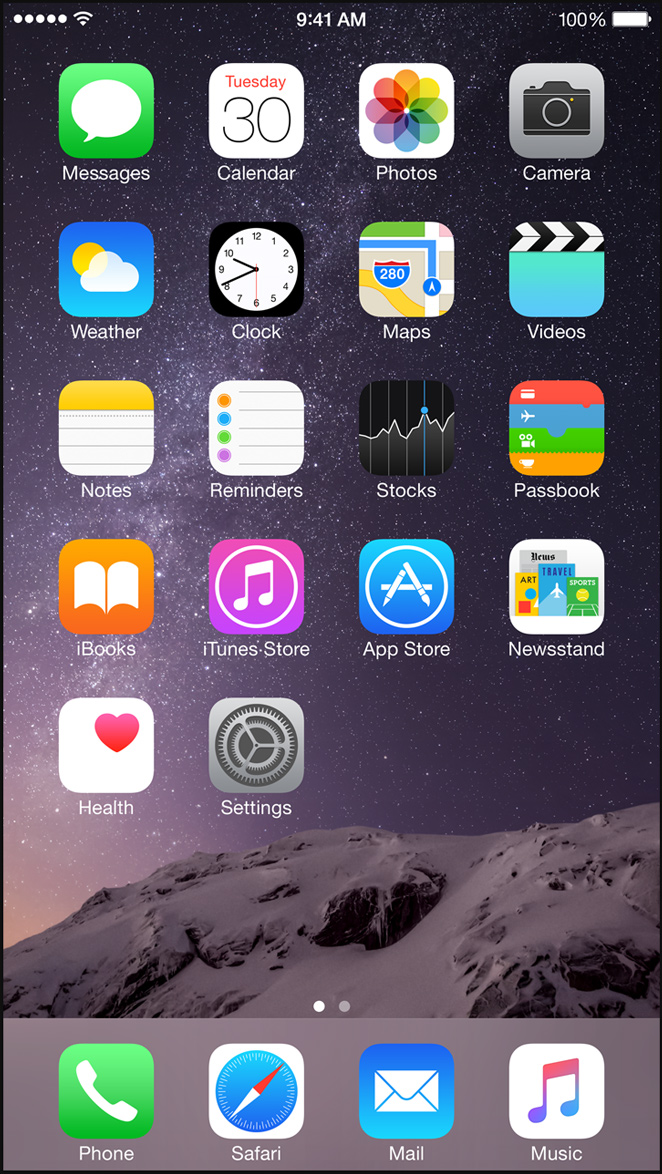 9:41 AM 100%
Tuesday
30
Messages Calendar Photos Camera
12
11 1
10 2
9 3
8 4
7 5
6
280
Weather Clock Maps Videos
Notes Reminders Stocks Passbook
News
TRAVEL
ART
SPORTS
iBooks iTunes Store App Store Newsstand
Health Settings
Phone Safari Mail Music